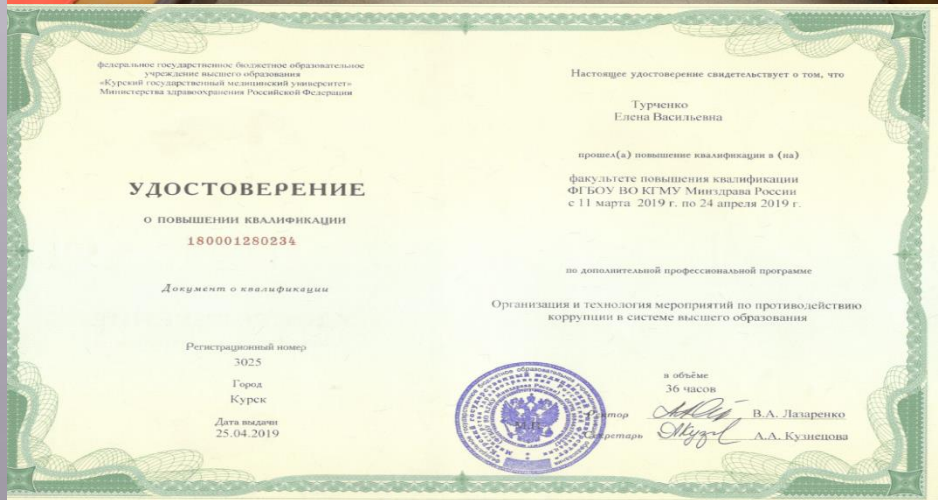 федеральное государственное бюджетное образовательное
учреждение высшего образования
«Курский государственный медицинский университет»
Министерства здравоохранения Российской Федерации
УДОСТОВЕРЕНИЕ
О ПОВЫШЕНИИ КВАЛИФИКАЦИИ
180001280234
Документ о квалификации
Регистрационный номер
3025
Город
Курск
Дата выдачи
25.04.2019
Настоящее удостоверение свидетельствует о том, что
Турченко
Елена Васильевна
прошел(а) повышение квалификации в (на)
факультете повышения квалификации
ФГБОУ ВО КГМУ Минздрава России
с 11 марта 2019 г. по 24 апреля 2019 г.
по дополнительной профессиональной программе
Организация и технология мероприятий по противодействию
коррупции в системе высшего образования
в объёме
36 часов
М.П.
Ректор В.А. Лазаренко
Секретарь А.А. Кузнецова